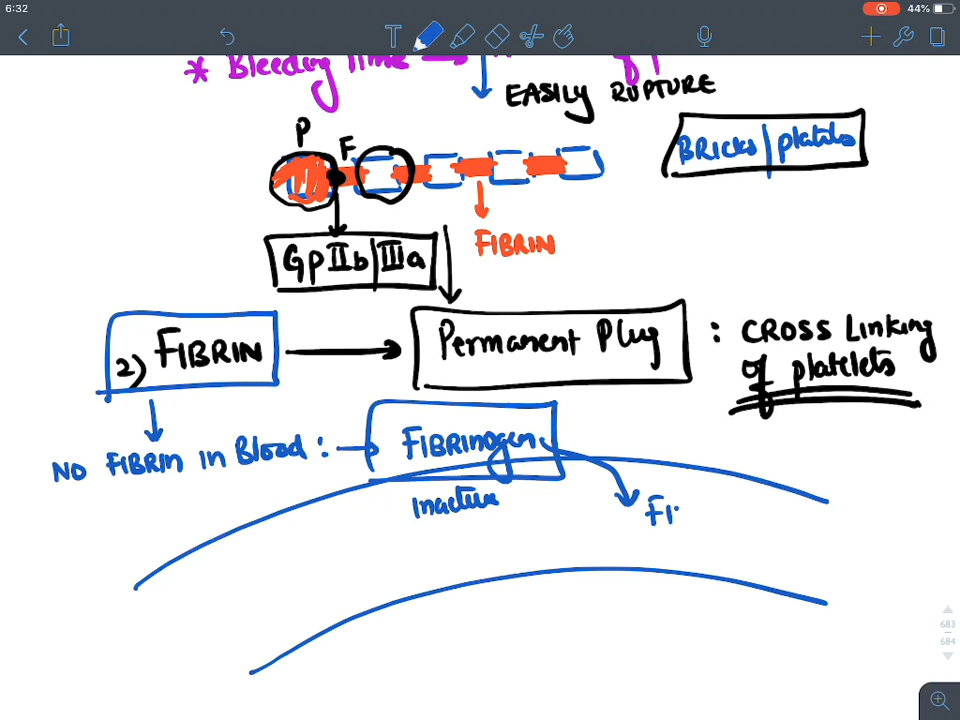 6:32
44%
T
* Bleeding Time →
EASILY RUPTURE
P
F
BRICKS | platelets
FIBRIN
GpIIb|IIIa
2) FIBRIN → Permanent Plug : CROSS Linking
of platelets
NO FIBRIN in Blood : → FIBRINogen
Inactive
FI
683
684